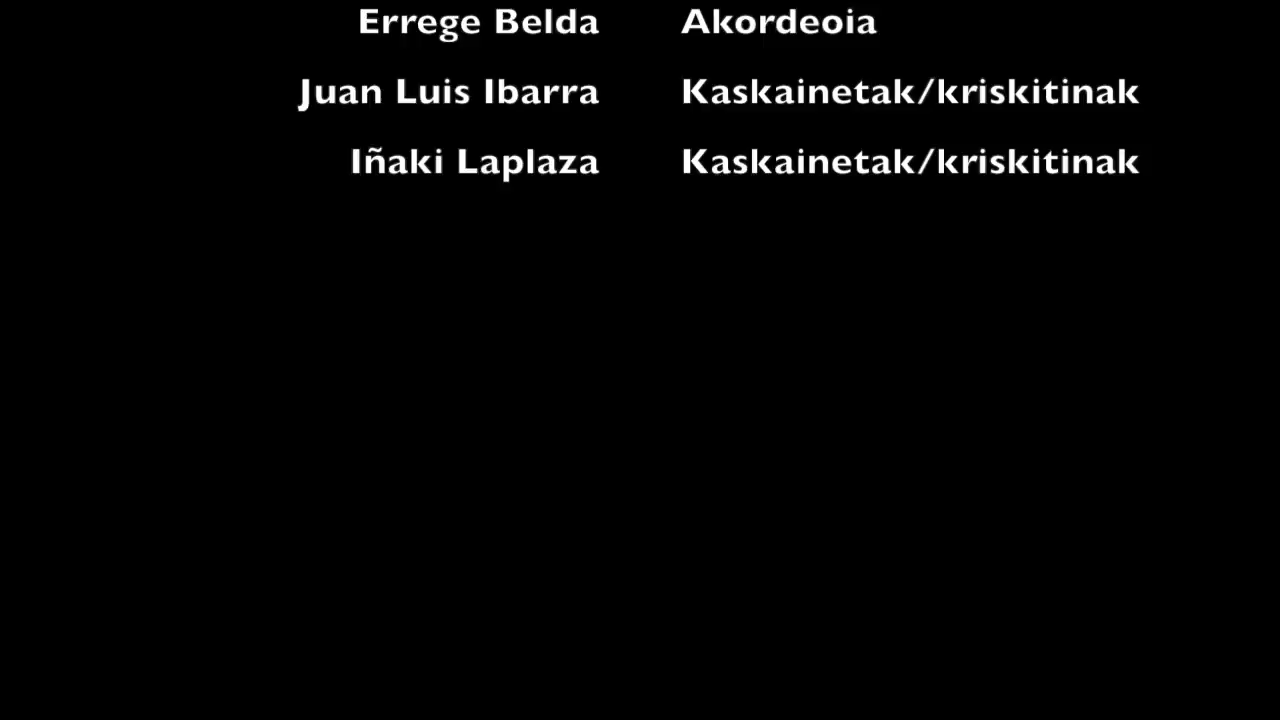 Errege Belda Akordeoia
Juan Luis Ibarra Kaskainetak/kriskitinak
Iñaki Laplaza Kaskainetak/kriskitinak